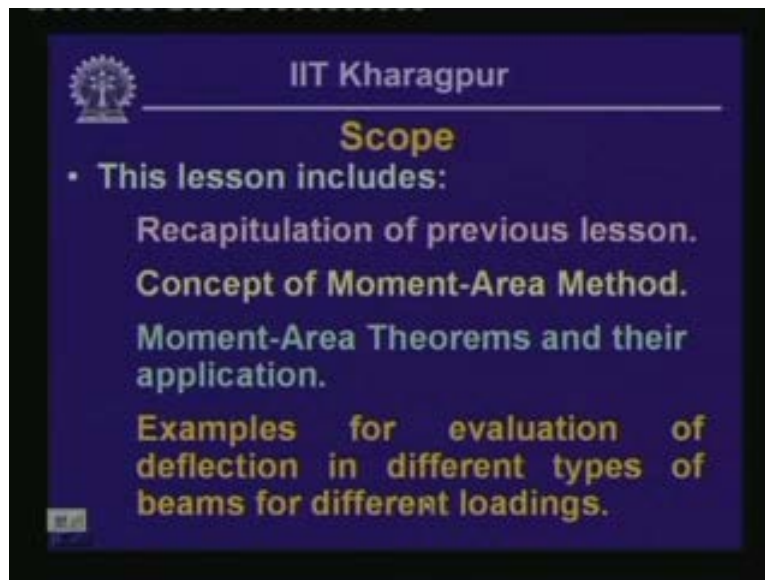 IIT Kharagpur
Scope
• This lesson includes:
Recapitulation of previous lesson.
Concept of Moment-Area Method.
Moment-Area Theorems and their
application.
Examples for evaluation of
deflection in different types of
beams for different loadings.